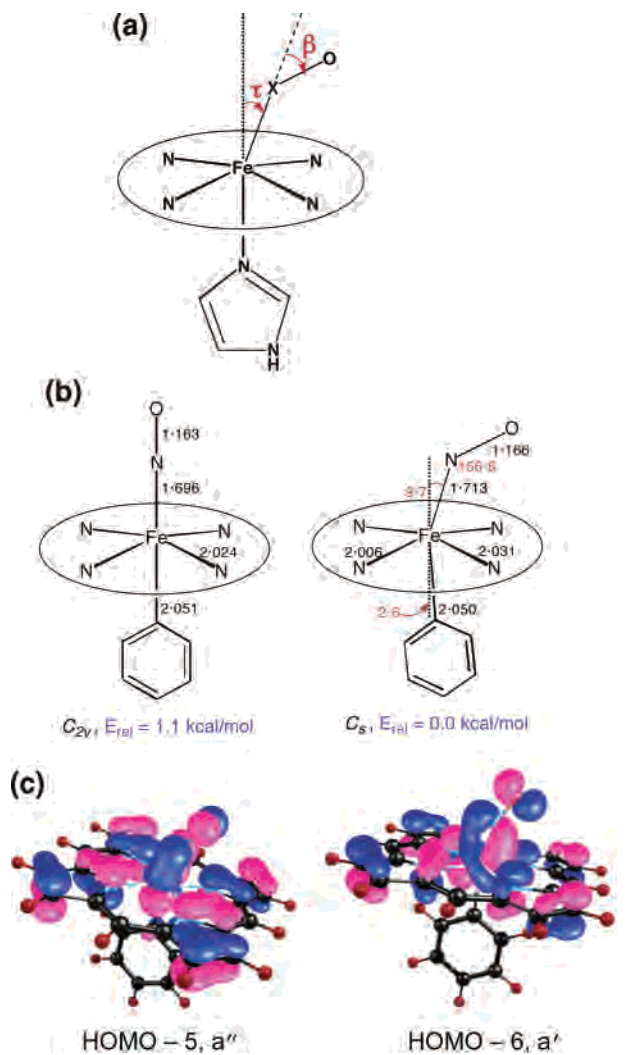 (a)
β
O
X
τ
N Fe N
N N
N
N
H
(b)
O
1·163
N
1·696
N Fe N
N 2·024 N
2·051
C2v, Erel = 1.1 kcal/mol
O
1·166
N 156·5
1·713
N Fe N
2·006 2·031
N N
2·6 2·050
Cs, Erel = 0.0 kcal/mol
(c)
HOMO – 5, a″
HOMO – 6, a′